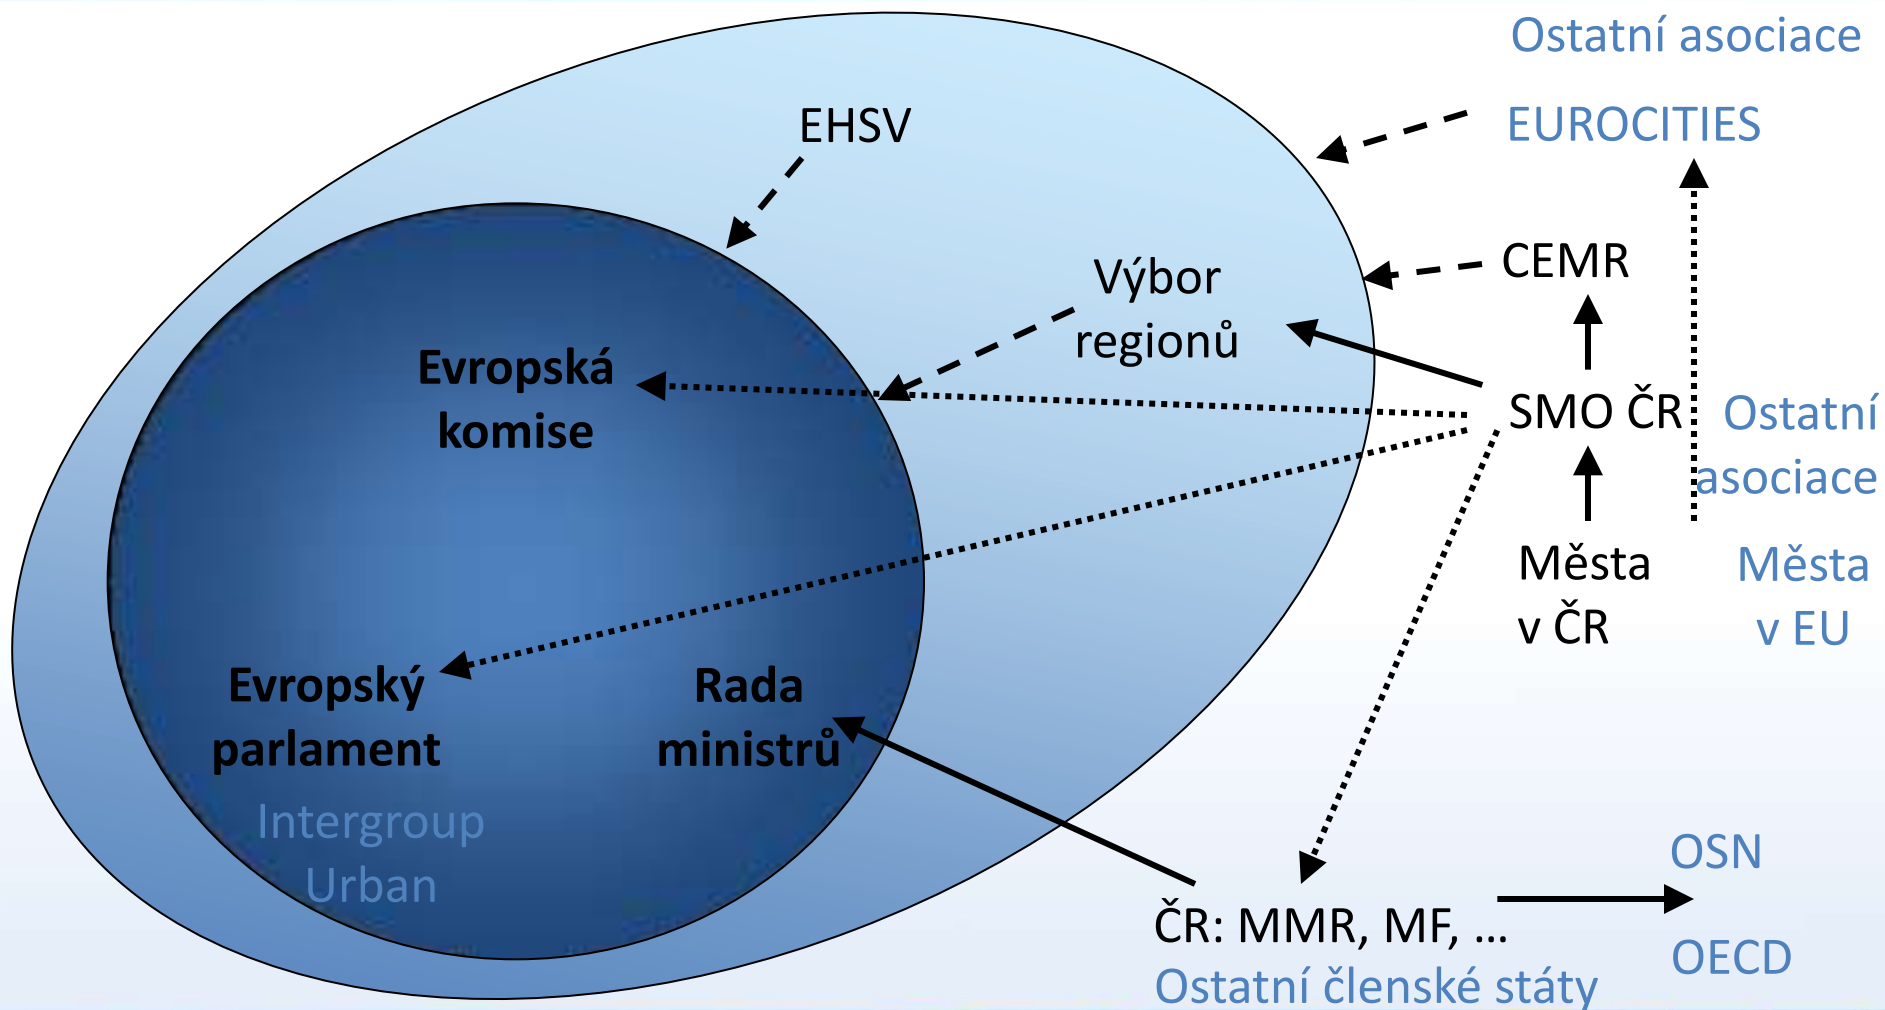 Ostatní asociace
EHSV
EUROCITIES
CEMR
Výbor
regionů
Evropská
komise
SMO ČR
Ostatní
asociace
Města
v ČR
Města
v EU
Evropský
parlament
Rada
ministrů
Intergroup
Urban
OSN
ČR: MMR, MF, ...
OECD
Ostatní členské státy